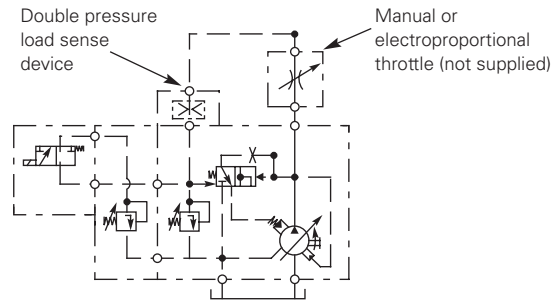 Double pressure
load sense
device
Manual or
electroproportional
throttle (not supplied)